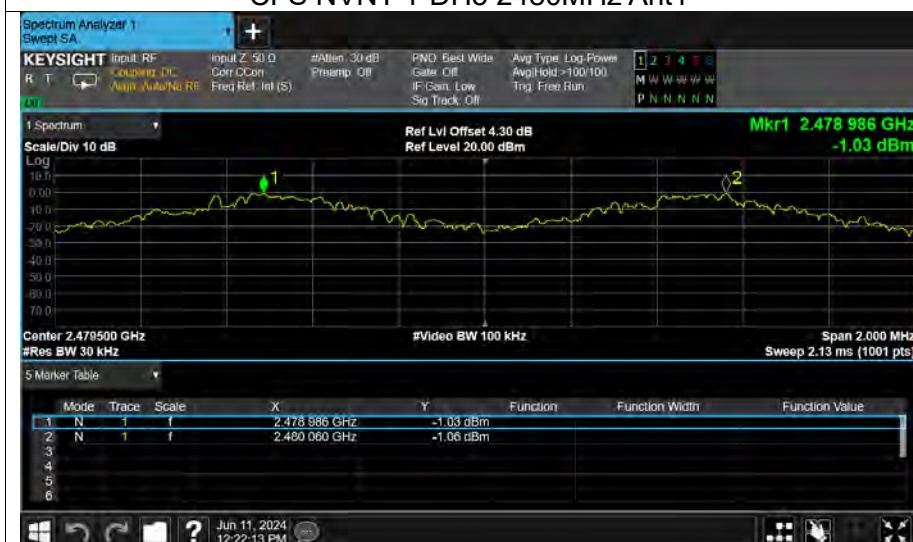 Spectrum Analyzer 1
Swept SA
KEYSIGHT Input: RF
R T
Coupling: DC
Align: Auto/No RF
Input Z: 50 Ω
Corr CCorr
Freq Ref: Int (S)
#Atten: 30 dB
Preamp: Off
PNO: Best Wide
Gate: Off
IF Gain: Low
Sig Track: Off
Avg Type: Log-Power
Avg|Hold: >100/100
Trig: Free Run
1 2 3 4 5 6
M W W W W W
P N N N N N
1 Spectrum
Scale/Div 10 dB
Ref Lvl Offset 4.30 dB
Ref Level 20.00 dBm
Mkr1 2.478 986 GHz
-1.03 dBm
Log
10.0
0.00
-10.0
-20.0
-30.0
-40.0
-50.0
-60.0
-70.0
1
2
Center 2.479500 GHz
#Res BW 30 kHz
#Video BW 100 kHz
Span 2.000 MHz
Sweep 2.13 ms (1001 pts)
5 Marker Table
Mode Trace Scale X Y Function Function Width Function Value
1 N 1 f 2.478 986 GHz -1.03 dBm
2 N 1 f 2.480 060 GHz -1.06 dBm
3
4
5
6
?
Jun 11, 2024
12:22:13 PM